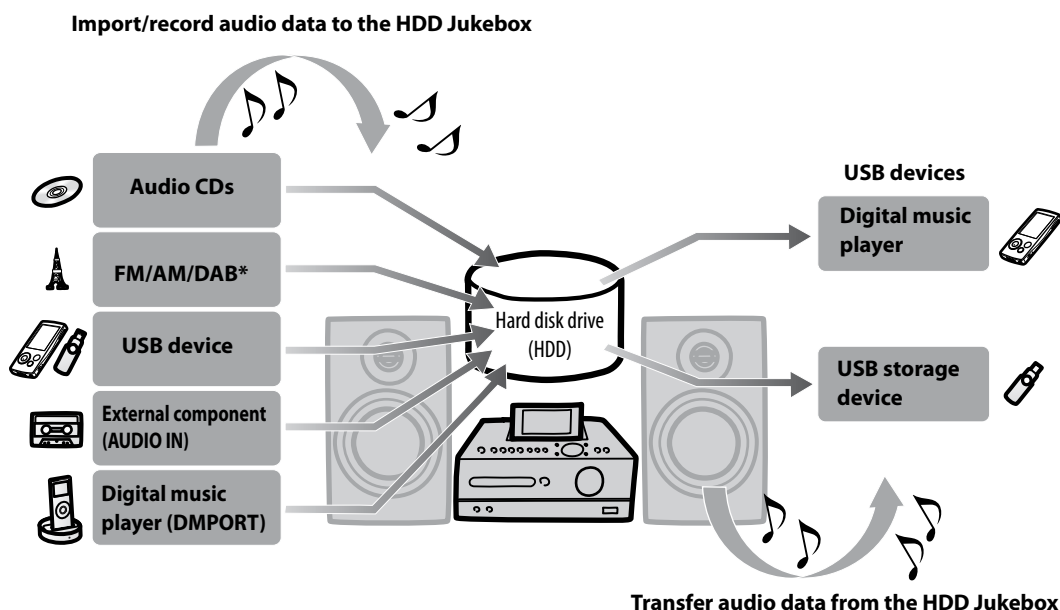 Import/record audio data to the HDD Jukebox
Audio CDs
FM/AM/DAB*
USB device
External component
(AUDIO IN)
Digital music
player (DMPORT)
Hard disk drive
(HDD)
USB devices
Digital music
player
USB storage
device
Transfer audio data from the HDD Jukebox